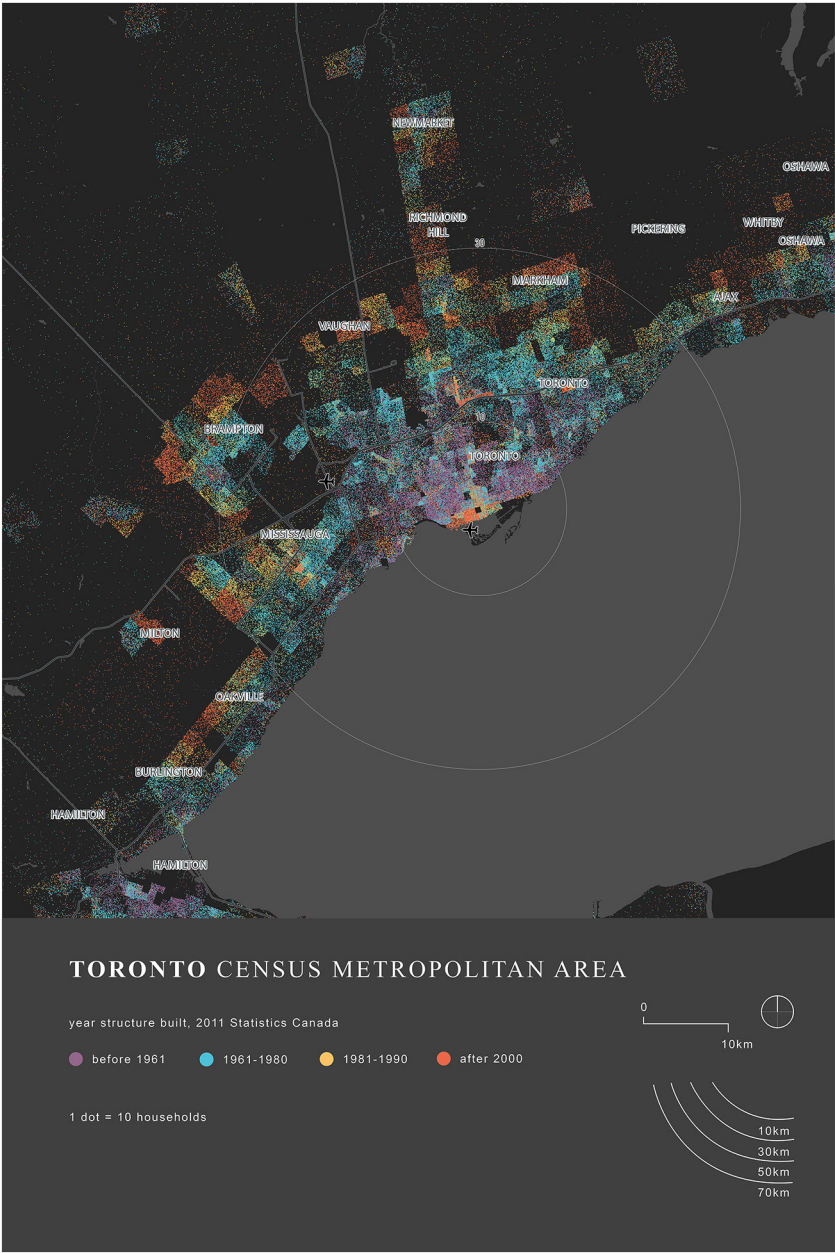 NEWMARKET
OSHAWA
RICHMOND
HILL
PICKERING
WHITBY
OSHAWA
30
MARKHAM
AJAX
VAUGHAN
TORONTO
10
BRAMPTON
TORONTO
MISSISSAUGA
MILTON
OAKVILLE
BURLINGTON
HAMILTON
HAMILTON
TORONTO CENSUS METROPOLITAN AREA
year structure built, 2011 Statistics Canada
before 1961
1961-1980
1981-1990
after 2000
1 dot = 10 households
0
10km
10km
30km
50km
70km